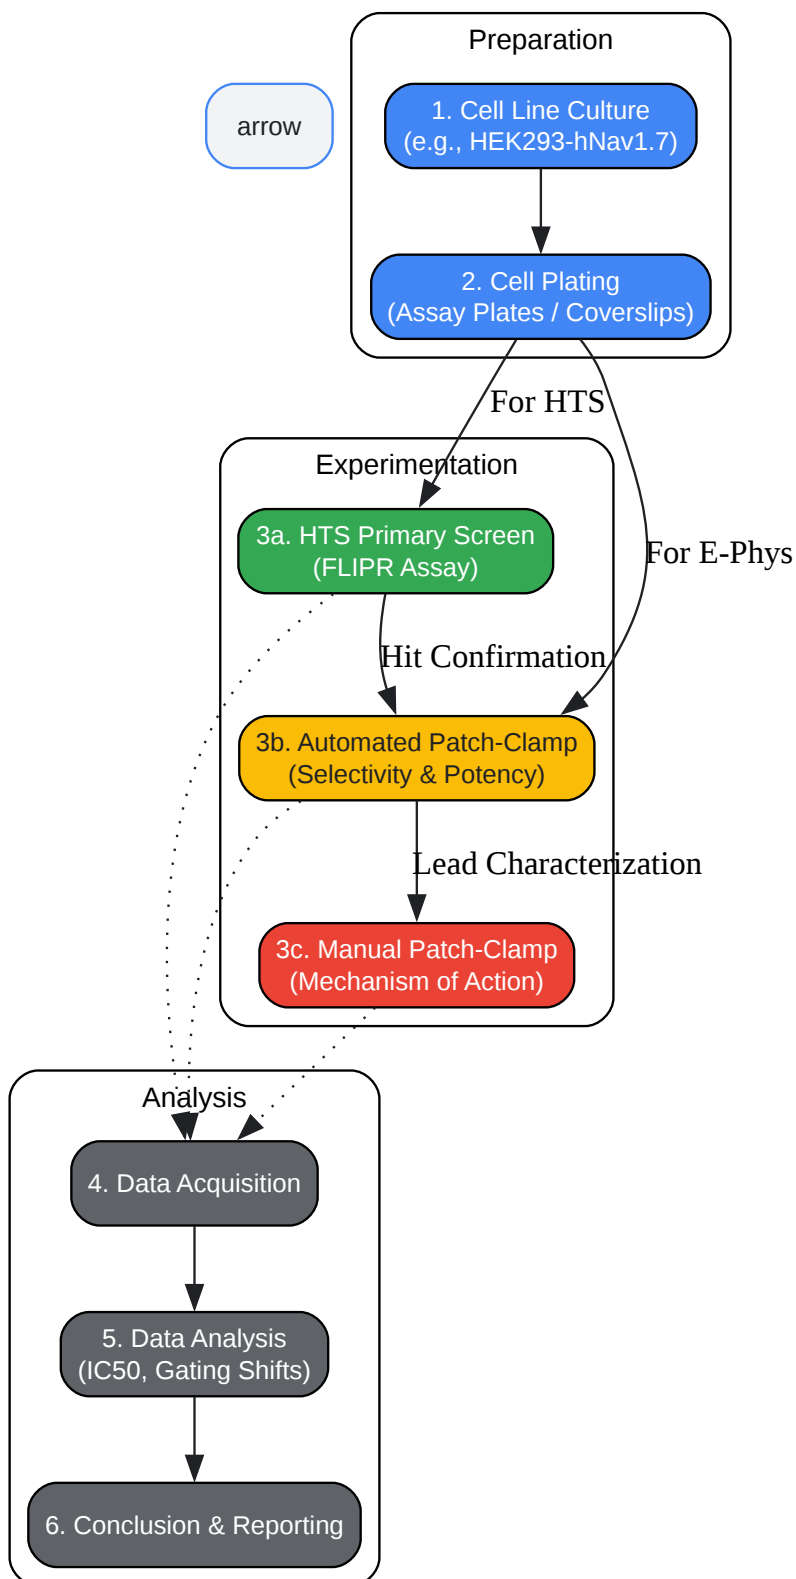 Preparation
arrow
1. Cell Line Culture
(e.g., HEK293-hNav1.7)
2. Cell Plating
(Assay Plates / Coverslips)
For HTS
Experimentation
3a. HTS Primary Screen
(FLIPR Assay)
For E-Phys
Hit Confirmation
3b. Automated Patch-Clamp
(Selectivity & Potency)
Lead Characterization
3c. Manual Patch-Clamp
(Mechanism of Action)
Analysis
4. Data Acquisition
5. Data Analysis
(IC50, Gating Shifts)
6. Conclusion & Reporting